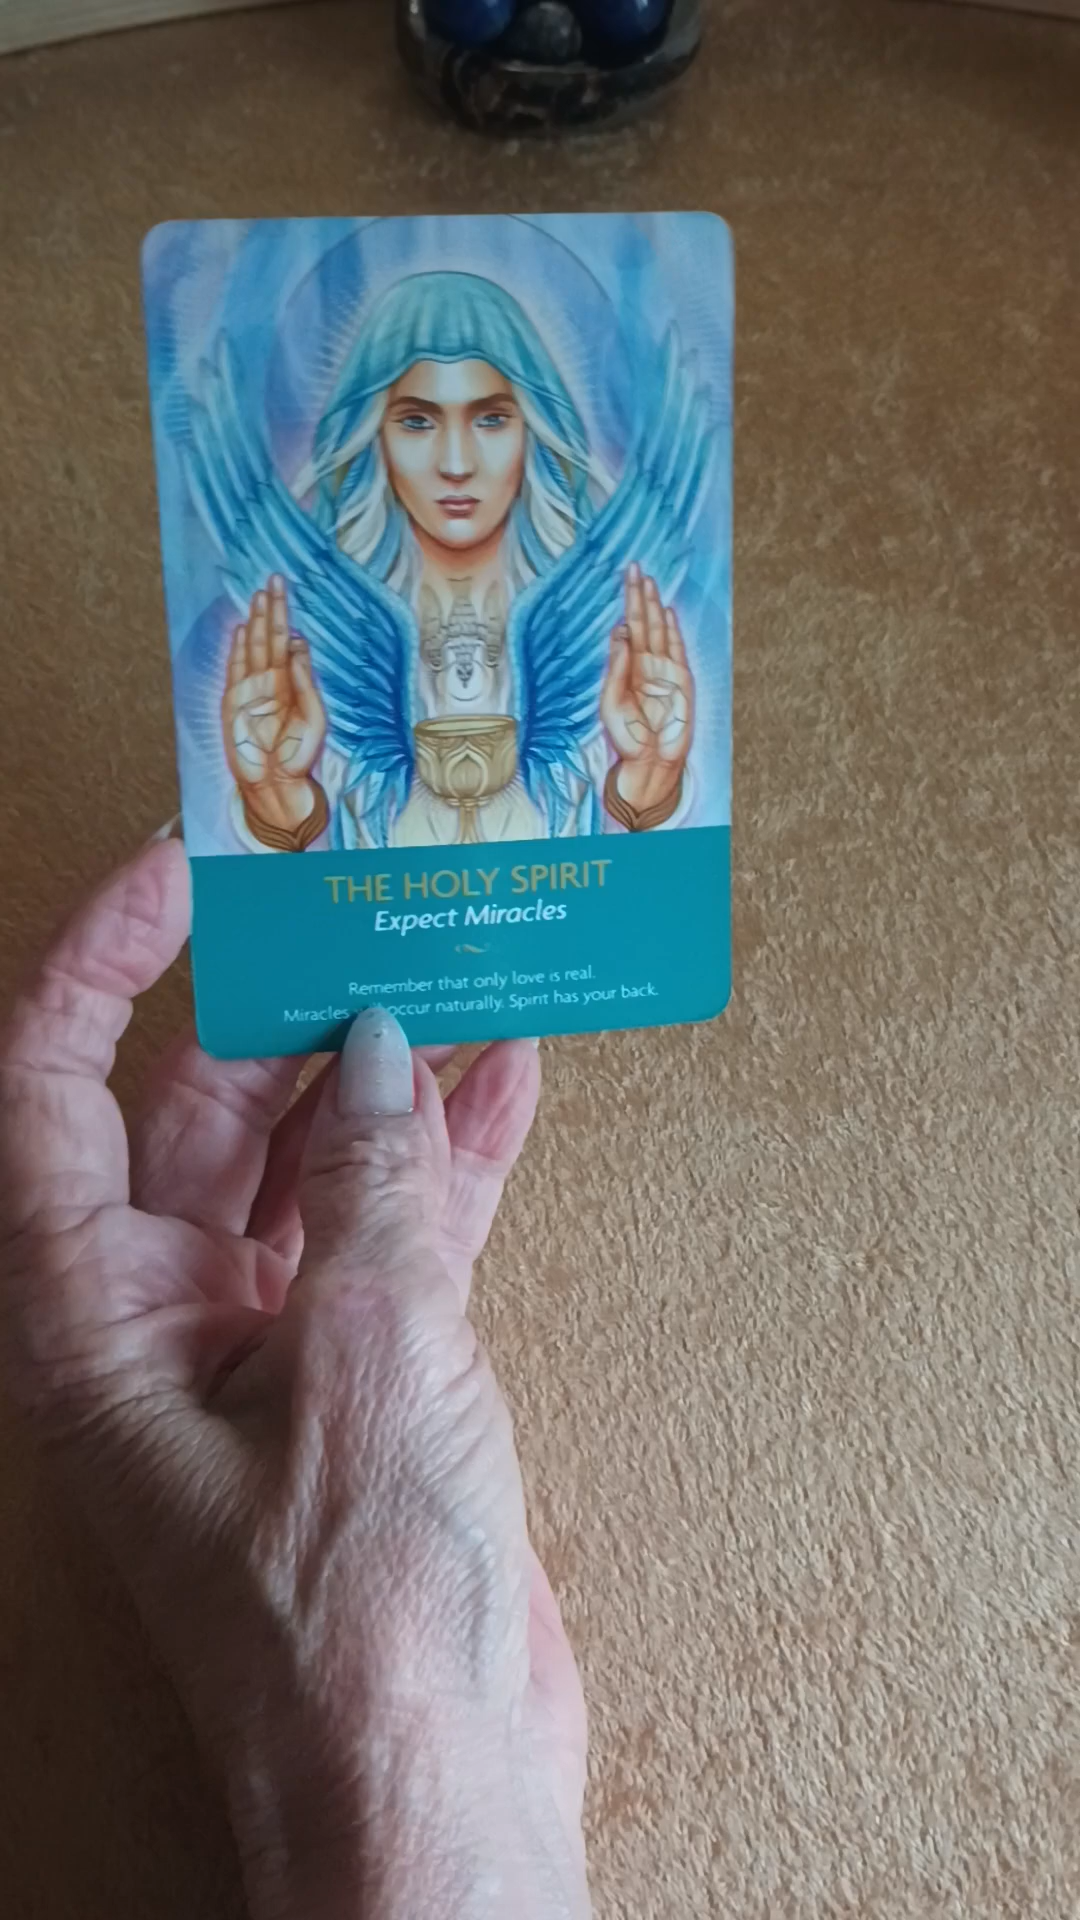 THE HOLY SPIRIT
Expect Miracles
Remember that only love is real.
Miracles occur naturally. Spirit has your back.